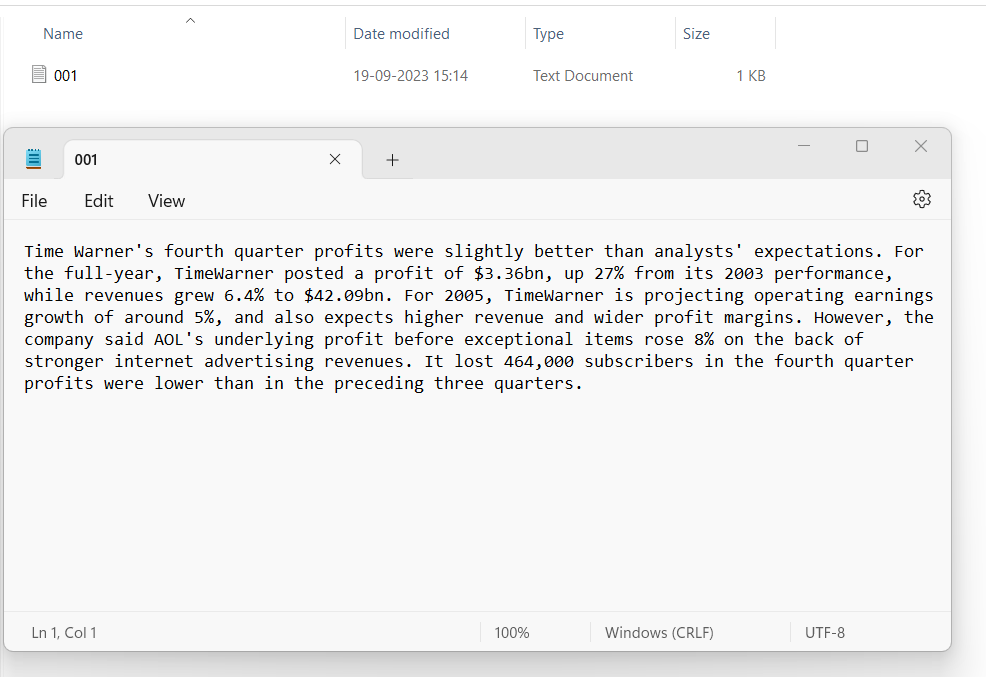 Name Date modified Type Size
001 19-09-2023 15:14 Text Document 1 KB
001
File Edit View
Time Warner's fourth quarter profits were slightly better than analysts' expectations. For
the full-year, TimeWarner posted a profit of $3.36bn, up 27% from its 2003 performance,
while revenues grew 6.4% to $42.09bn. For 2005, TimeWarner is projecting operating earnings
growth of around 5%, and also expects higher revenue and wider profit margins. However, the
company said AOL's underlying profit before exceptional items rose 8% on the back of
stronger internet advertising revenues. It lost 464,000 subscribers in the fourth quarter
profits were lower than in the preceding three quarters.
Ln 1, Col 1 100% Windows (CRLF) UTF-8